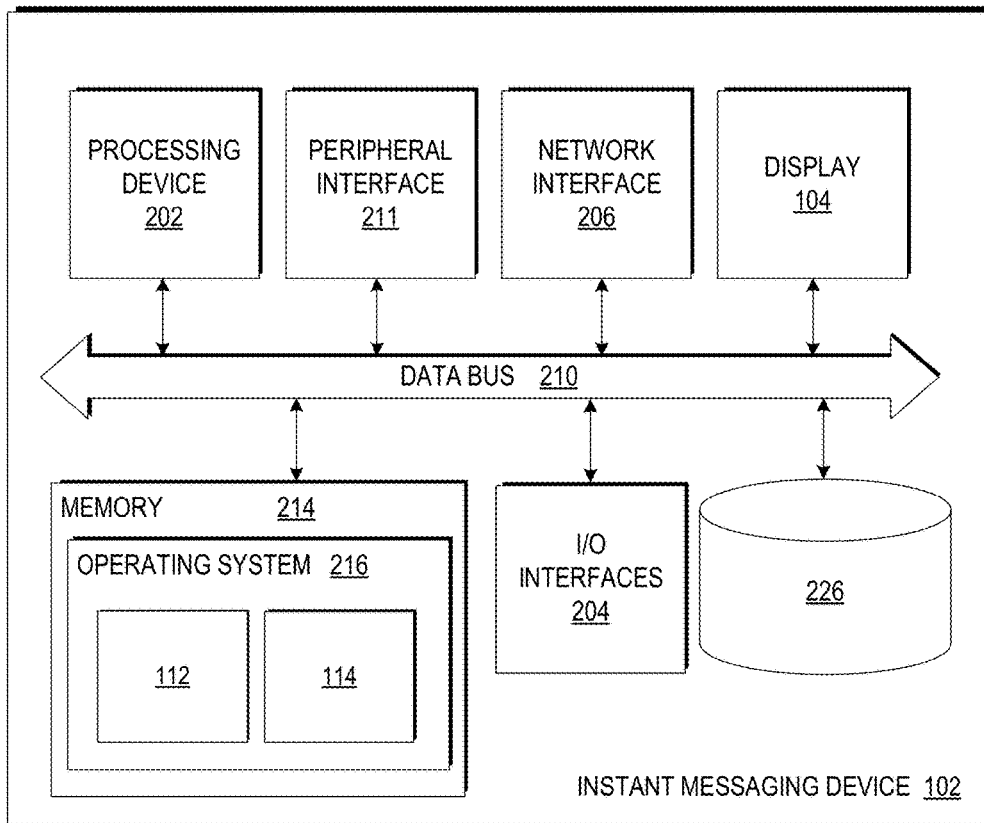 PROCESSING
DEVICE
202
PERIPHERAL
INTERFACE
211
NETWORK
INTERFACE
206
DISPLAY
104
DATA BUS 210
MEMORY 214
OPERATING SYSTEM 216
112
114
I/O
INTERFACES
204
226
INSTANT MESSAGING DEVICE 102